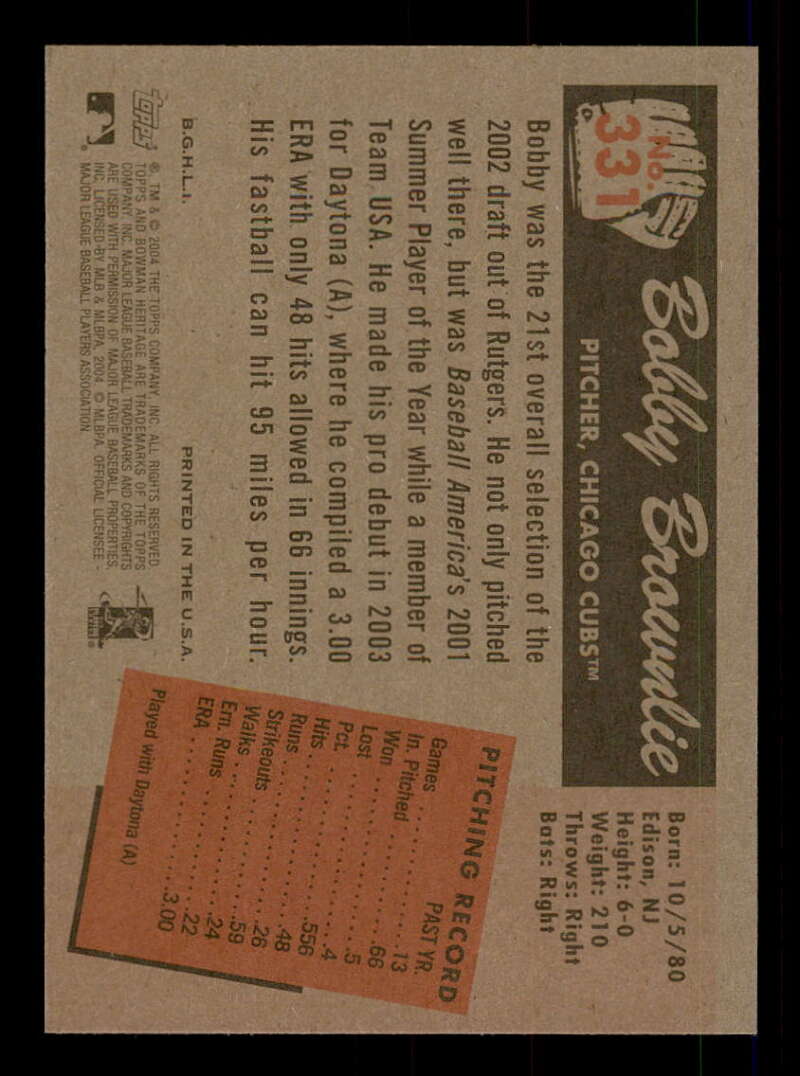 No.
331
Bobby Brownlie
PITCHER, CHICAGO CUBS™
Born: 10/5/80
Edison, NJ
Height: 6-0
Weight: 210
Throws: Right
Bats: Right
Bobby was the 21st overall selection of the
2002 draft out of Rutgers. He not only pitched
well there, but was Baseball America's 2001
Summer Player of the Year while a member of
Team USA. He made his pro debut in 2003
for Daytona (A), where he compiled a 3.00
ERA with only 48 hits allowed in 66 innings.
His fastball can hit 95 miles per hour.
PITCHING RECORD
PAST YR.
Games . . . . . . . . . . . . . 13
In. Pitched . . . . . . . . . . 66
Won . . . . . . . . . . . . . . 5
Lost . . . . . . . . . . . . . . 4
Pct. . . . . . . . . . . . . . .556
Hits . . . . . . . . . . . . . . 48
Runs . . . . . . . . . . . . . 26
Strikeouts . . . . . . . . . . 59
Walks . . . . . . . . . . . . . 24
Ern. Runs . . . . . . . . . . 22
ERA . . . . . . . . . . . . . 3.00
Played with Daytona (A)
B.G.H.L.I.
PRINTED IN THE U.S.A.
Topps
®, TM & © 2004 THE TOPPS COMPANY, INC. ALL RIGHTS RESERVED.
TOPPS AND BOWMAN HERITAGE ARE TRADEMARKS OF THE TOPPS
COMPANY, INC. MAJOR LEAGUE BASEBALL TRADEMARKS AND COPYRIGHTS
ARE USED WITH PERMISSION OF MAJOR LEAGUE BASEBALL PROPERTIES,
INC. LICENSED BY MLB & MLBPA, 2004. © MLBPA. OFFICIAL LICENSEE -
MAJOR LEAGUE BASEBALL PLAYERS ASSOCIATION